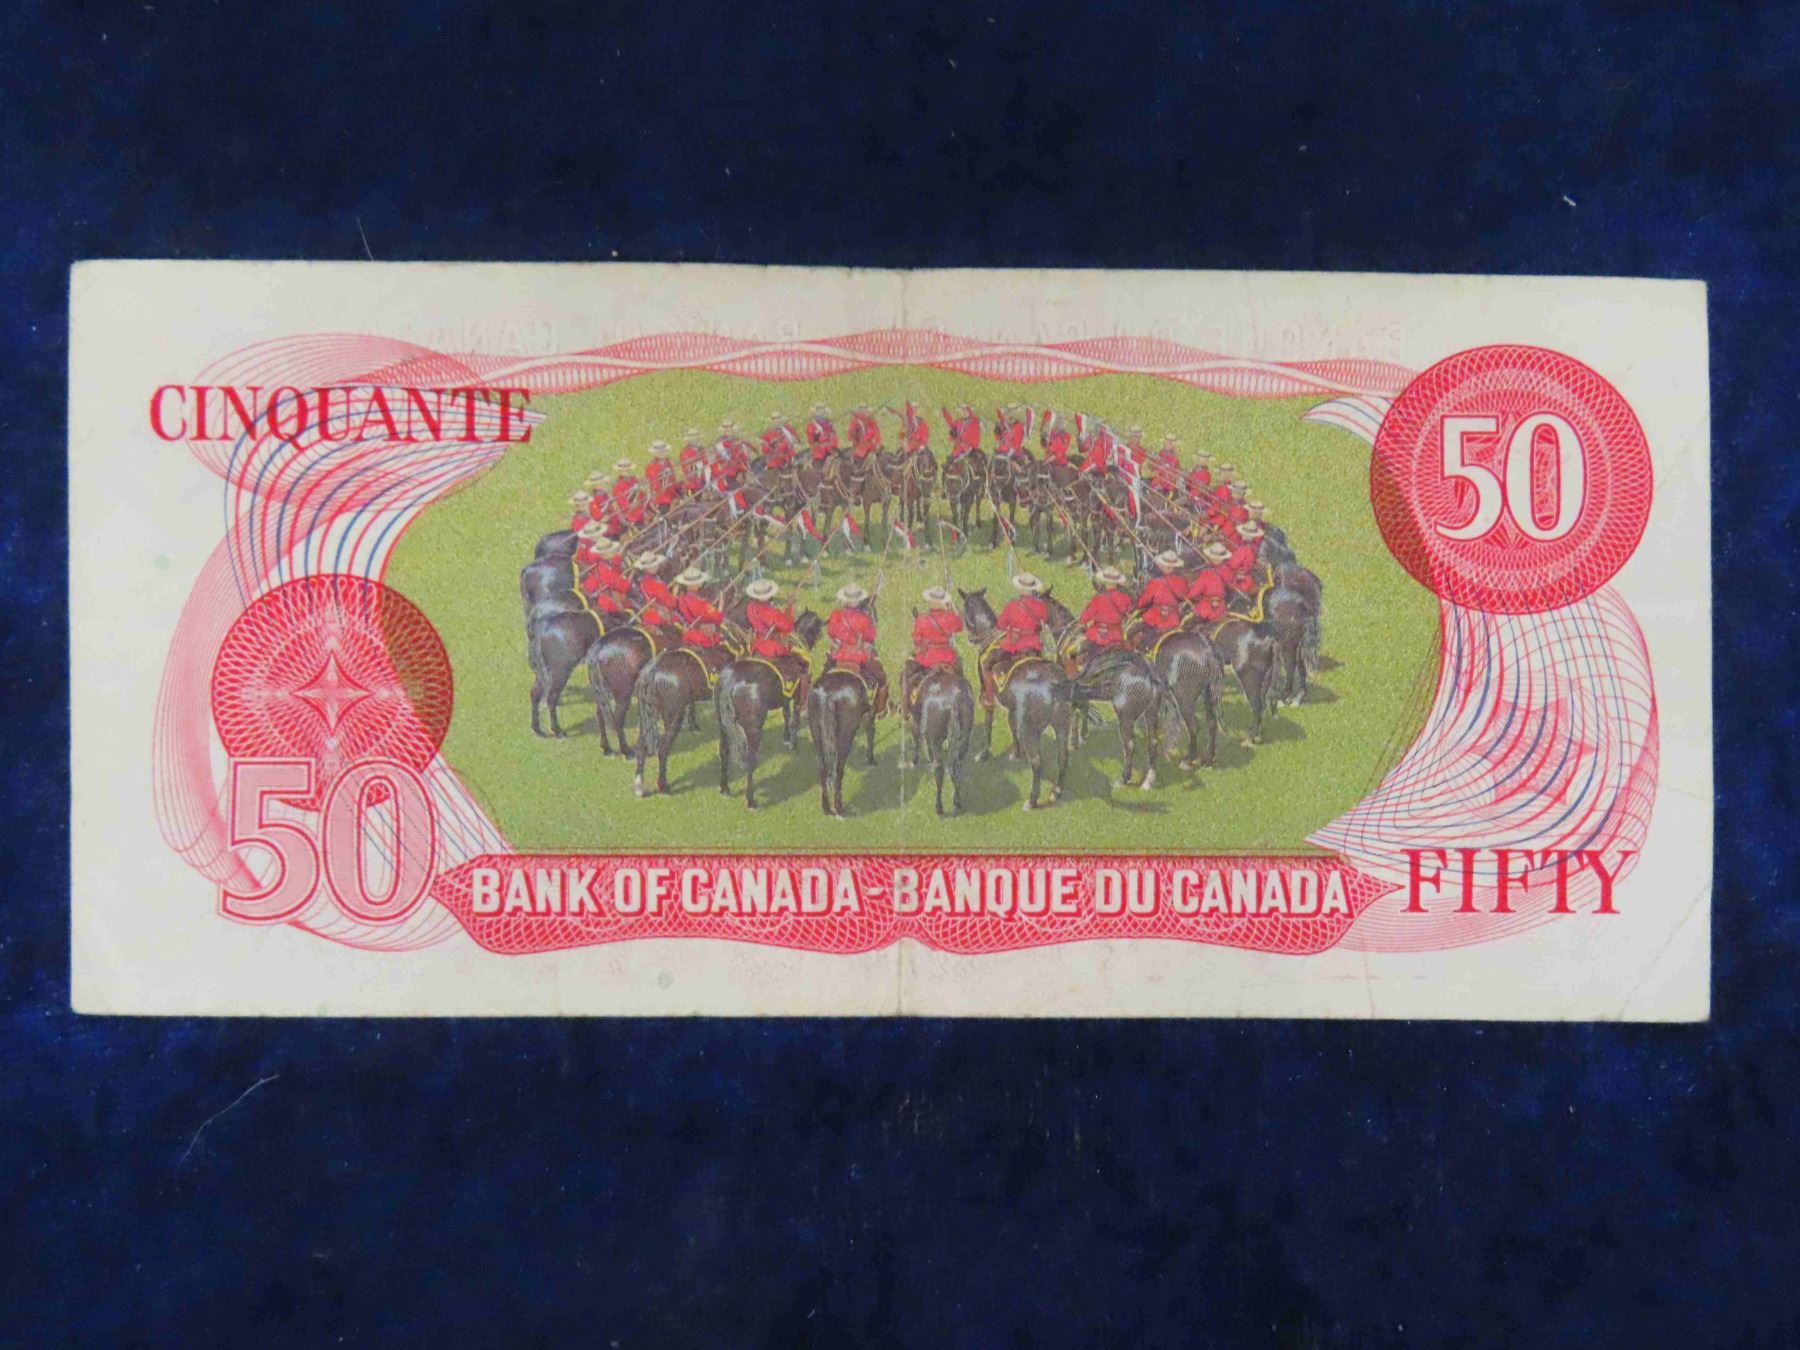 CINQUANTE
50
50
BANK OF CANADA-BANQUE DU CANADA
FIFTY